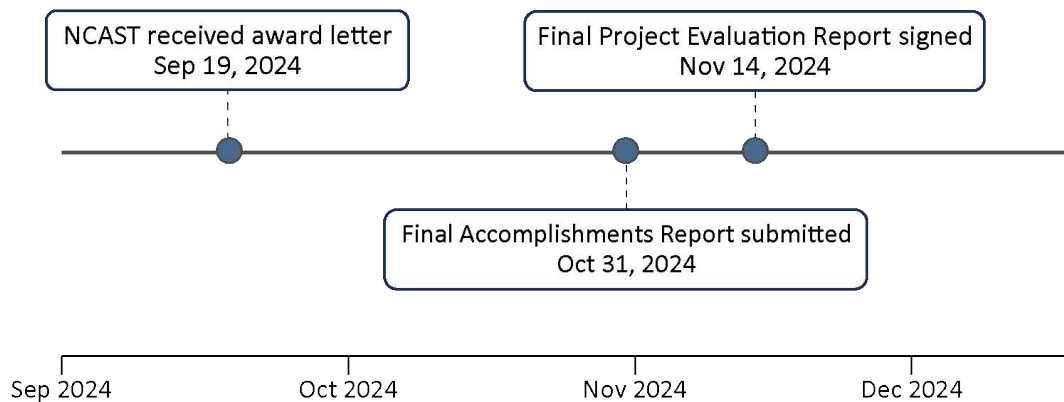 NCAST received award letter
Sep 19, 2024
Final Project Evaluation Report signed
Nov 14, 2024
Final Accomplishments Report submitted
Oct 31, 2024
Sep 2024
Oct 2024
Nov 2024
Dec 2024